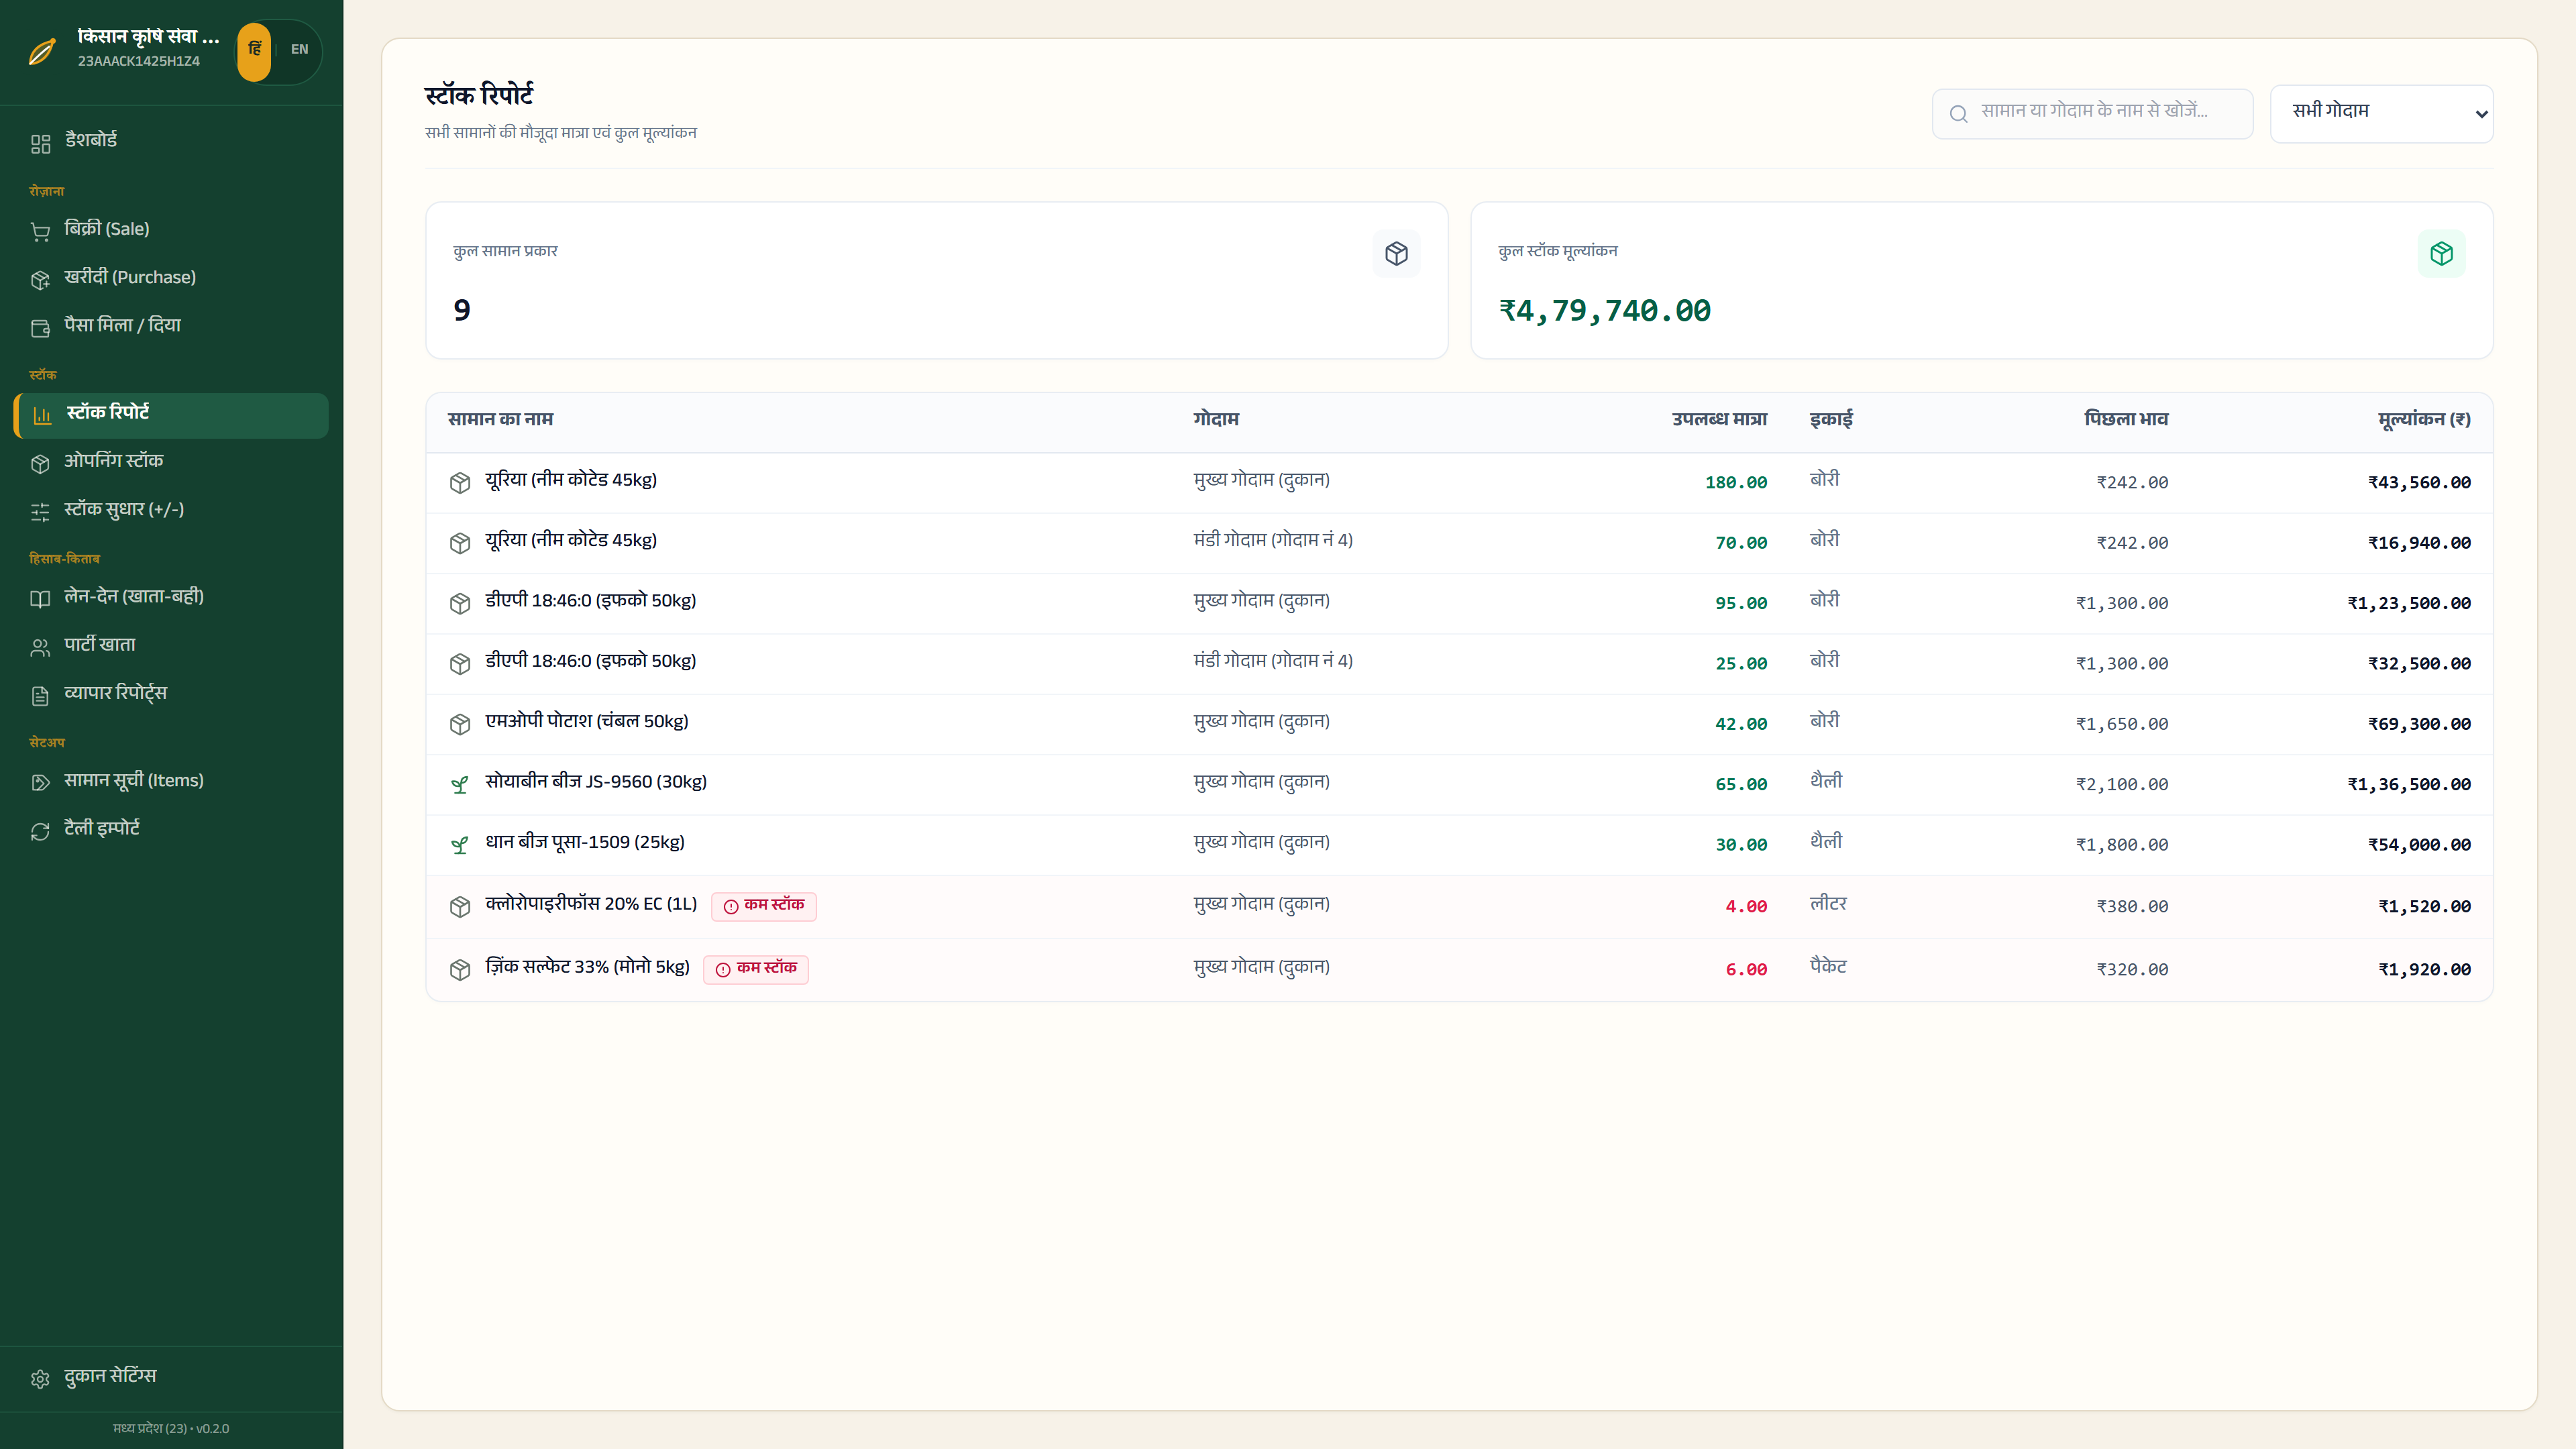 किसान कृषि सेवा ...
23AAACK1425H1Z4
हिं | EN
डैशबोर्ड
रोज़ाना
बिक्री (Sale)
खरीदी (Purchase)
पैसा मिला / दिया
स्टॉक
स्टॉक रिपोर्ट
ओपनिंग स्टॉक
स्टॉक सुधार (+/-)
हिसाब-किताब
लेन-देन (खाता-बही)
पार्टी खाता
व्यापार रिपोर्ट्स
सेटअप
सामान सूची (Items)
टैली इम्पोर्ट
दुकान सेटिंग्स
मध्य प्रदेश (23) • v0.2.0
स्टॉक रिपोर्ट
सभी सामानों की मौजूदा मात्रा एवं कुल मूल्यांकन
सामान या गोदाम के नाम से खोजें...
सभी गोदाम
कुल सामान प्रकार
9
कुल स्टॉक मूल्यांकन
₹4,79,740.00
सामान का नाम गोदाम उपलब्ध मात्रा इकाई पिछला भाव मूल्यांकन (₹)
यूरिया (नीम कोटेड 45kg) मुख्य गोदाम (दुकान) 180.00 बोरी ₹242.00 ₹43,560.00
यूरिया (नीम कोटेड 45kg) मंडी गोदाम (गोदाम नं 4) 70.00 बोरी ₹242.00 ₹16,940.00
डीएपी 18:46:0 (इफको 50kg) मुख्य गोदाम (दुकान) 95.00 बोरी ₹1,300.00 ₹1,23,500.00
डीएपी 18:46:0 (इफको 50kg) मंडी गोदाम (गोदाम नं 4) 25.00 बोरी ₹1,300.00 ₹32,500.00
एमओपी पोटाश (चंबल 50kg) मुख्य गोदाम (दुकान) 42.00 बोरी ₹1,650.00 ₹69,300.00
सोयाबीन बीज JS-9560 (30kg) मुख्य गोदाम (दुकान) 65.00 थैली ₹2,100.00 ₹1,36,500.00
धान बीज पूसा-1509 (25kg) मुख्य गोदाम (दुकान) 30.00 थैली ₹1,800.00 ₹54,000.00
क्लोरोपाइरीफॉस 20% EC (1L) कम स्टॉक मुख्य गोदाम (दुकान) 4.00 लीटर ₹380.00 ₹1,520.00
ज़िंक सल्फेट 33% (मोनो 5kg) कम स्टॉक मुख्य गोदाम (दुकान) 6.00 पैकेट ₹320.00 ₹1,920.00